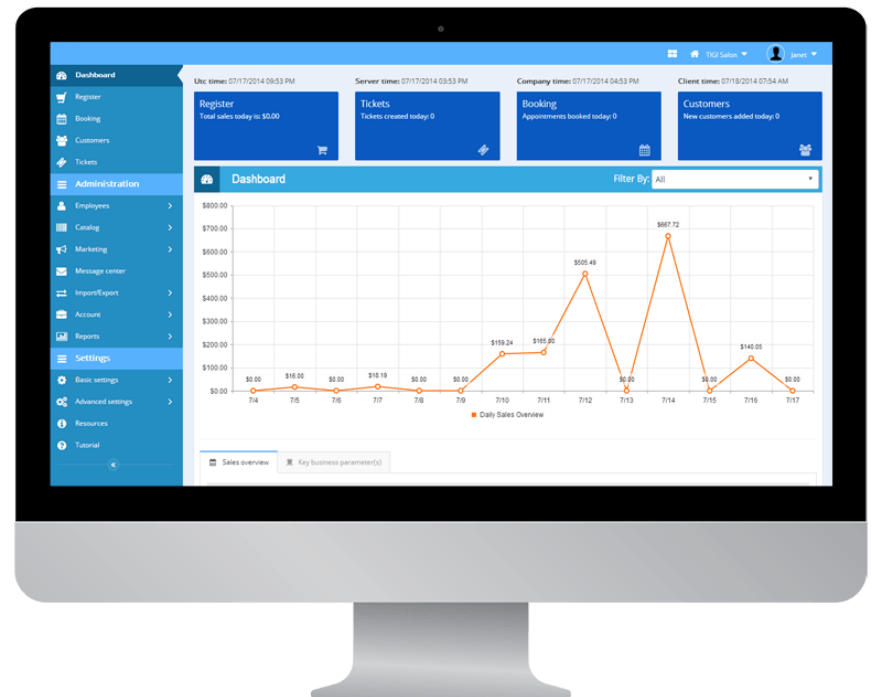 TIGI Salon
Janet
Dashboard
Register
Booking
Customers
Tickets
Administration
Employees
Catalog
Marketing
Message center
Import/Export
Account
Reports
Settings
Basic settings
Advanced settings
Resources
Tutorial
Utc time: 07/17/2014 09:53 PM
Server time: 07/17/2014 03:53 PM
Company time: 07/17/2014 04:53 PM
Client time: 07/18/2014 07:54 AM
Register
Total sales today is: $0.00
Tickets
Tickets created today: 0
Booking
Appointments booked today: 0
Customers
New customers added today: 0
Dashboard
Filter By: All
$800.00
$700.00
$600.00
$500.00
$400.00
$300.00
$200.00
$100.00
$0.00
$0.00 $16.00 $0.00 $18.19 $0.00 $0.00 $159.24 $165.50 $505.49 $0.00 $667.72 $0.00 $140.05 $0.00
7/4 7/5 7/6 7/7 7/8 7/9 7/10 7/11 7/12 7/13 7/14 7/15 7/16 7/17
Daily Sales Overview
Sales overview
Key business parameter(s)